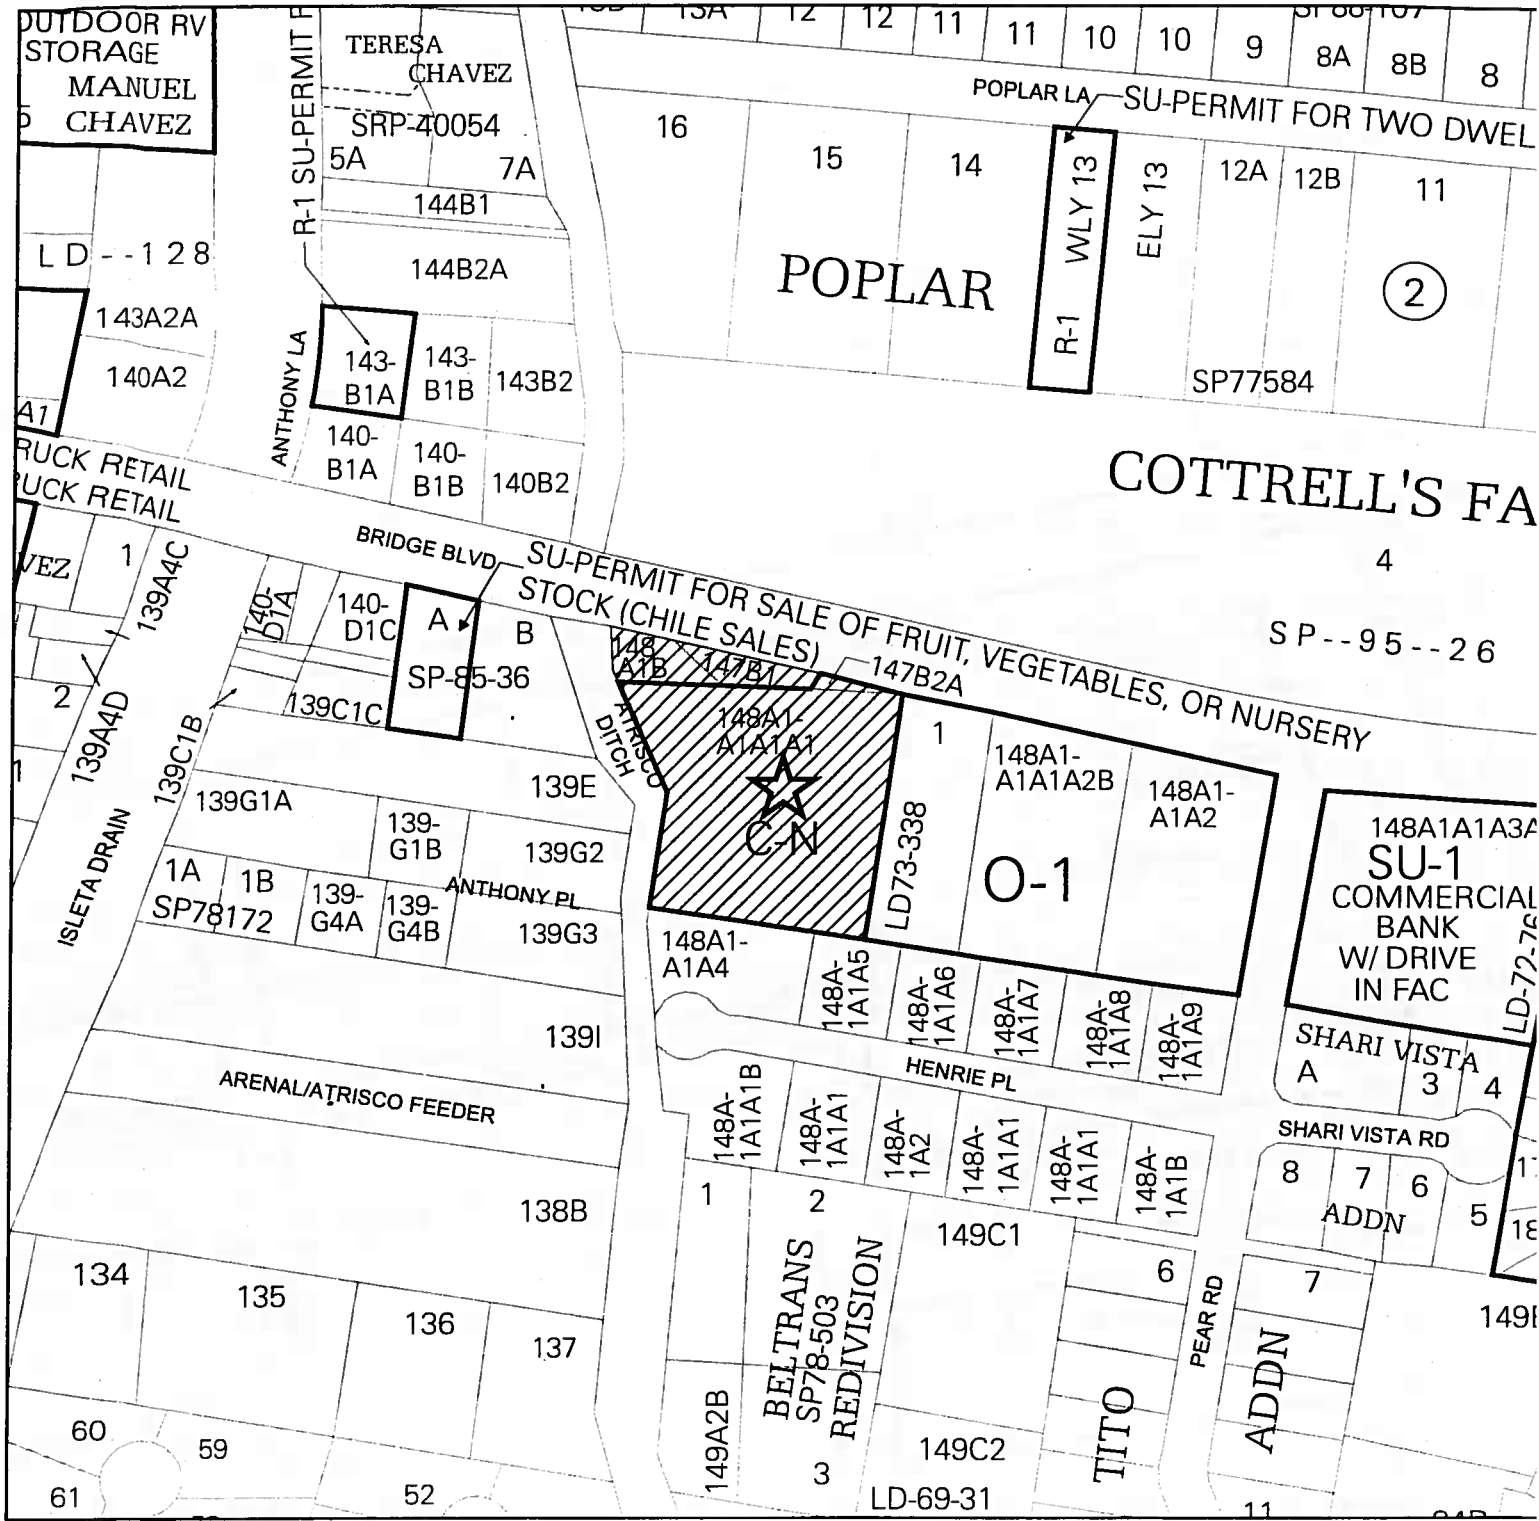 OUTDOOR RV
STORAGE
MANUEL
CHAVEZ
5
R-1 SU-PERMIT
TERESA
CHAVEZ
SRP-40054
5A
7A
144B1
144B2A
LD--128
143A2A
140A2
A1
143-
B1A
143-
B1B
143B2
ANTHONY LA
140-
B1A
140-
B1B
140B2
13A
12
12
11
11
10
10
9
8A
8B
8
POPLAR LA
SU-PERMIT FOR TWO DWEL
16
15
14
R-1 WLY 13
ELY 13
12A
12B
11
POPLAR
2
SP77584
COTTRELL'S FA
4
SP--95--26
RUCK RETAIL
RUCK RETAIL
BRIDGE BLVD
SU-PERMIT FOR SALE OF FRUIT, VEGETABLES, OR NURSERY
STOCK (CHILE SALES)
VEZ
1
139A4C
140-
D1A
140-
D1C
A
B
SP-85-36
148
A1B
147B1
147B2A
2
139A4D
139C1B
139C1C
ATRISCO
DITCH
148A1-
A1A1A1
C-N
1
LD73-338
148A1-
A1A1A2B
148A1-
A1A2
O-1
148A1A1A3A
SU-1
COMMERCIAL
BANK
W/ DRIVE
IN FAC
LD-72-76
1
139E
139G1A
139-
G1B
139G2
ISLETA DRAIN
1A
1B
SP78172
139-
G4A
139-
G4B
ANTHONY PL
139G3
148A1-
A1A4
148A-
1A1A5
148A-
1A1A6
148A-
1A1A7
148A-
1A1A8
148A-
1A1A9
139I
HENRIE PL
SHARI VISTA
A
3
4
ARENAL/ATRISCO FEEDER
148A-
1A1A1B
148A-
1A1A1
148A-
1A2
148A-
1A1A1
148A-
1A1A1
148A-
1A1B
SHARI VISTA RD
8
7
6
ADDN
5
17
18
138B
1
2
149C1
134
135
136
137
BELTRANS
SP78-503
REDIVISION
6
PEAR RD
7
149B
TITO
ADDN
60
59
61
52
149A2B
3
149C2
LD-69-31
11